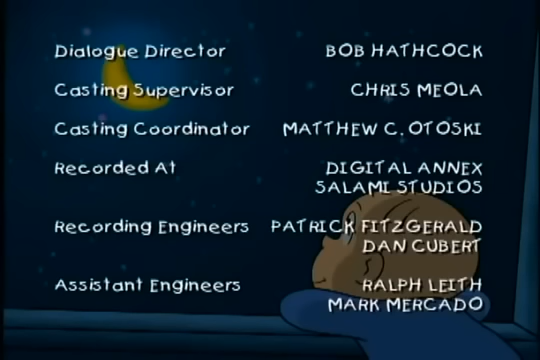 Dialogue Director BOB HATHCOCK
Casting Supervisor CHRIS MEOLA
Casting Coordinator MATTHEW C. OTOSKI
Recorded At DIGITAL ANNEX
SALAMI STUDIOS
Recording Engineers PATRICK FITZGERALD
DAN CUBERT
Assistant Engineers RALPH LEITH
MARK MERCADO